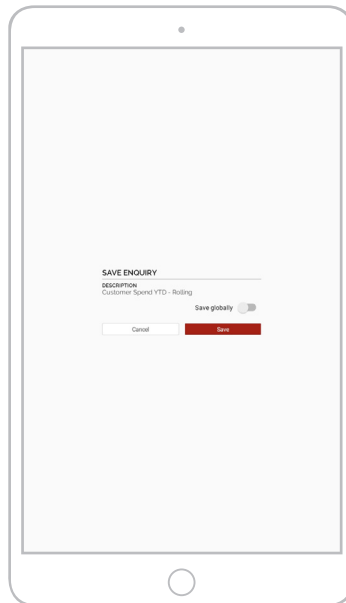 SAVE ENQUIRY
DESCRIPTION
Customer Spend YTD - Rolling
Save globally
Cancel Save